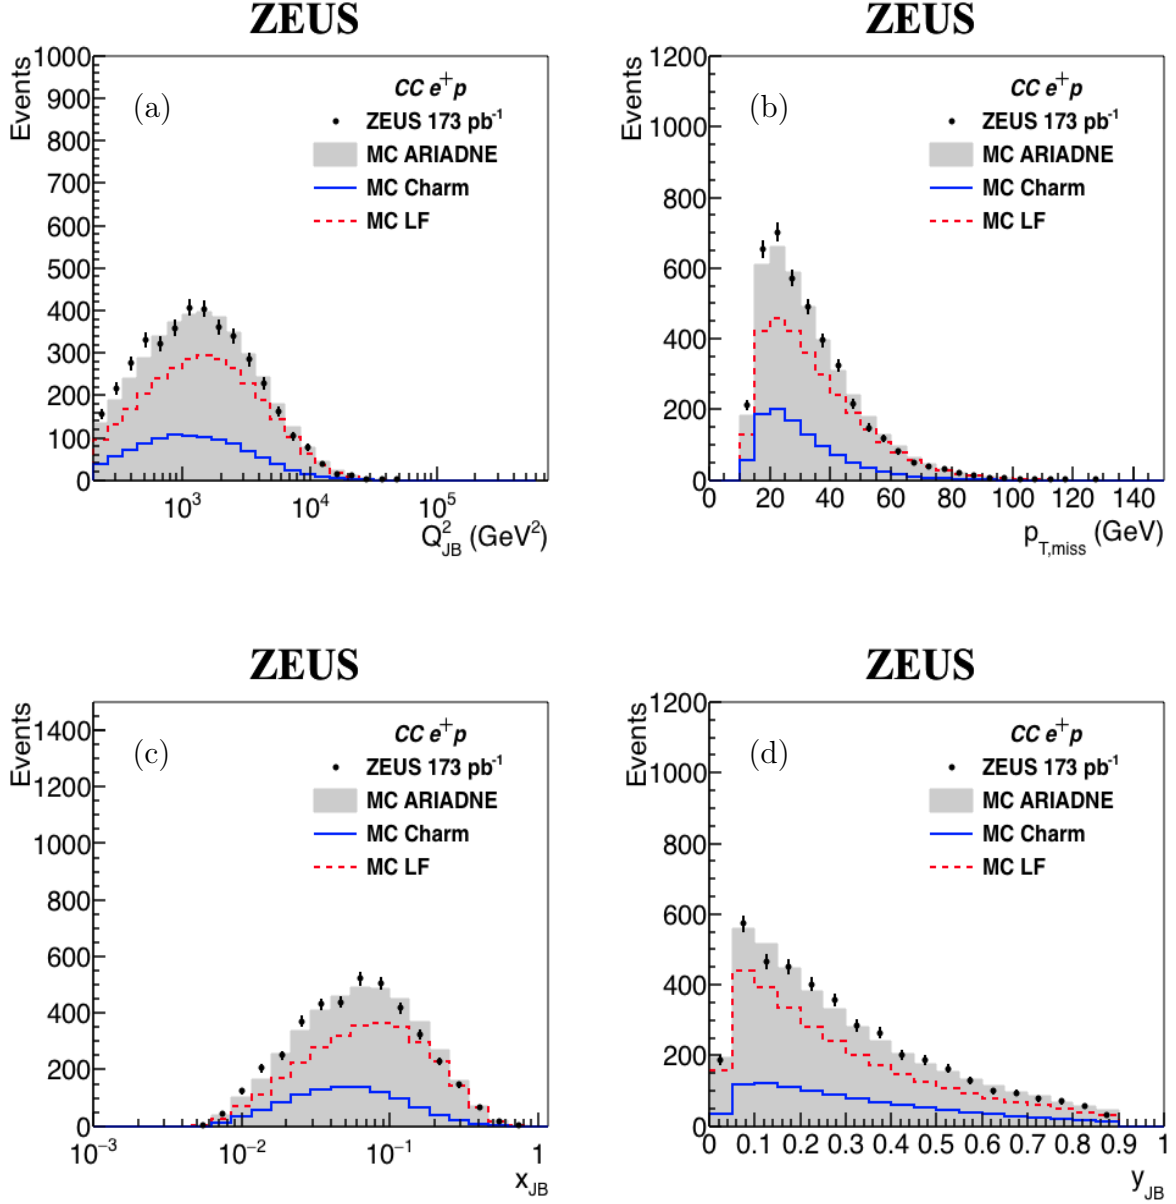 ZEUS
Events
1000
900
800
700
600
500
400
300
200
100
0
(a)
CC e⁺p
ZEUS 173 pb⁻¹
MC ARIADNE
MC Charm
MC LF
10³ 10⁴ 10⁵
Q²JB (GeV²)
ZEUS
Events
1200
1000
800
600
400
200
0
(b)
CC e⁺p
ZEUS 173 pb⁻¹
MC ARIADNE
MC Charm
MC LF
0 20 40 60 80 100 120 140
pT,miss (GeV)
ZEUS
Events
1400
1200
1000
800
600
400
200
0
(c)
CC e⁺p
ZEUS 173 pb⁻¹
MC ARIADNE
MC Charm
MC LF
10⁻³ 10⁻² 10⁻¹ 1
xJB
ZEUS
Events
1200
1000
800
600
400
200
0
(d)
CC e⁺p
ZEUS 173 pb⁻¹
MC ARIADNE
MC Charm
MC LF
0 0.1 0.2 0.3 0.4 0.5 0.6 0.7 0.8 0.9 1
yJB